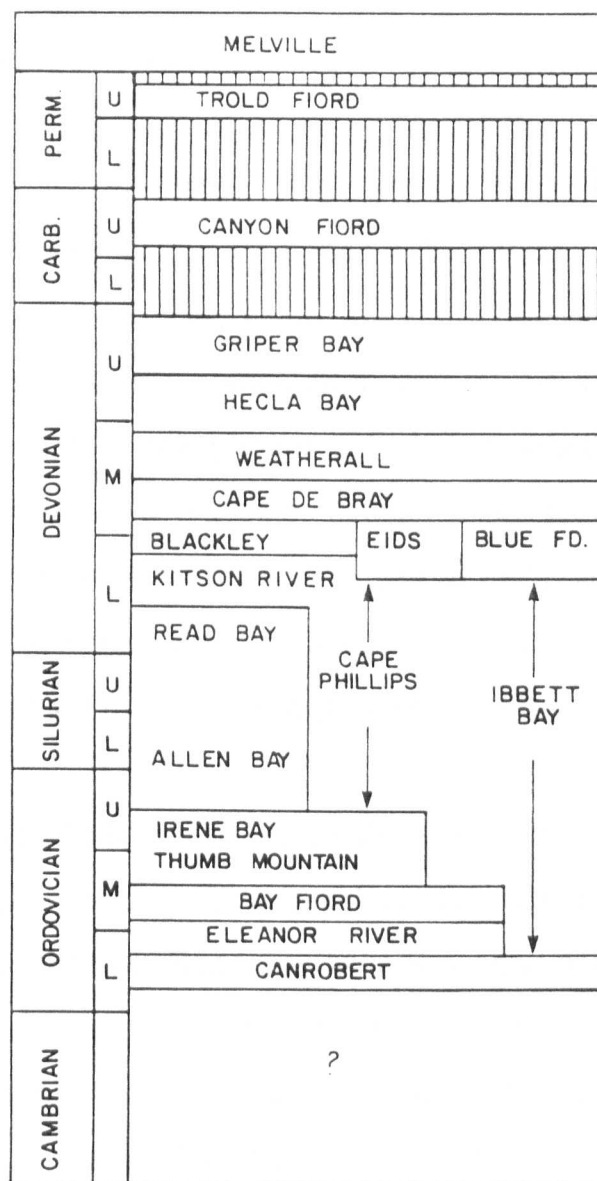 MELVILLE
PERM.
U
TROLD FIORD
L
CARB.
U
CANYON FIORD
L
DEVONIAN
U
GRIPER BAY
HECLA BAY
M
WEATHERALL
CAPE DE BRAY
BLACKLEY
EIDS
BLUE FD.
L
KITSON RIVER
READ BAY
CAPE
PHILLIPS
IBBETT
BAY
SILURIAN
U
L
ALLEN BAY
ORDOVICIAN
U
IRENE BAY
THUMB MOUNTAIN
M
BAY FIORD
ELEANOR RIVER
L
CANROBERT
CAMBRIAN
?